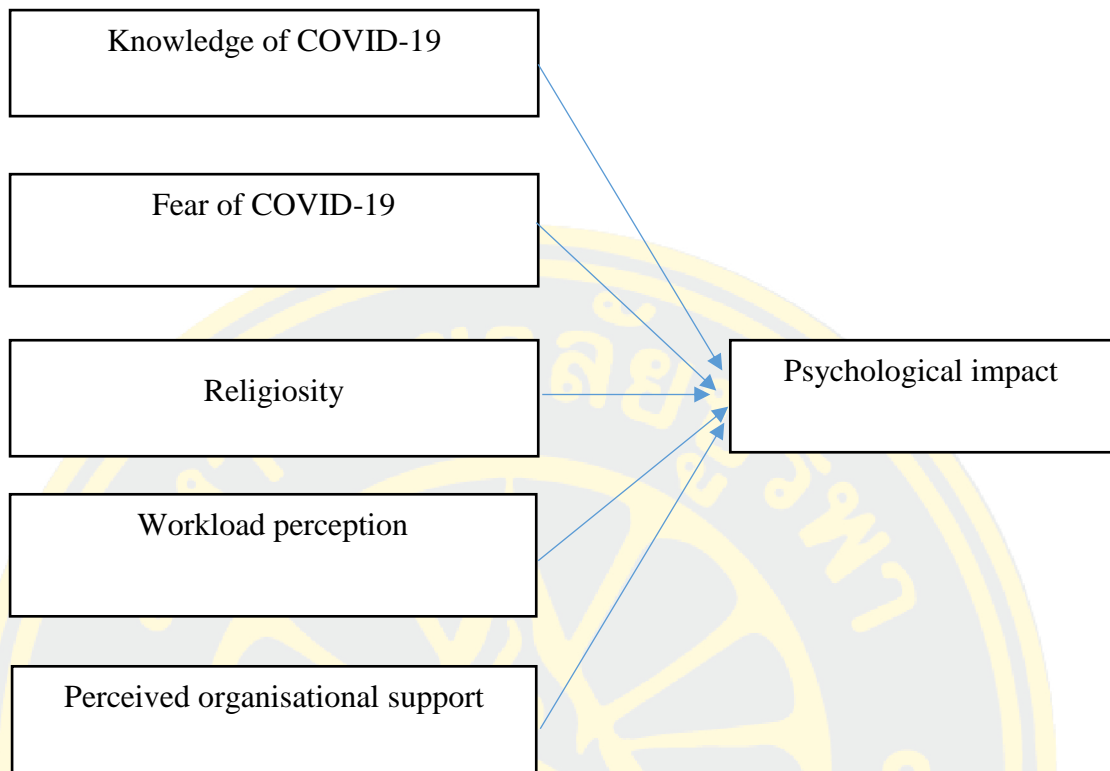 Knowledge of COVID-19
Fear of COVID-19
Religiosity
Psychological impact
Workload perception
Perceived organisational support